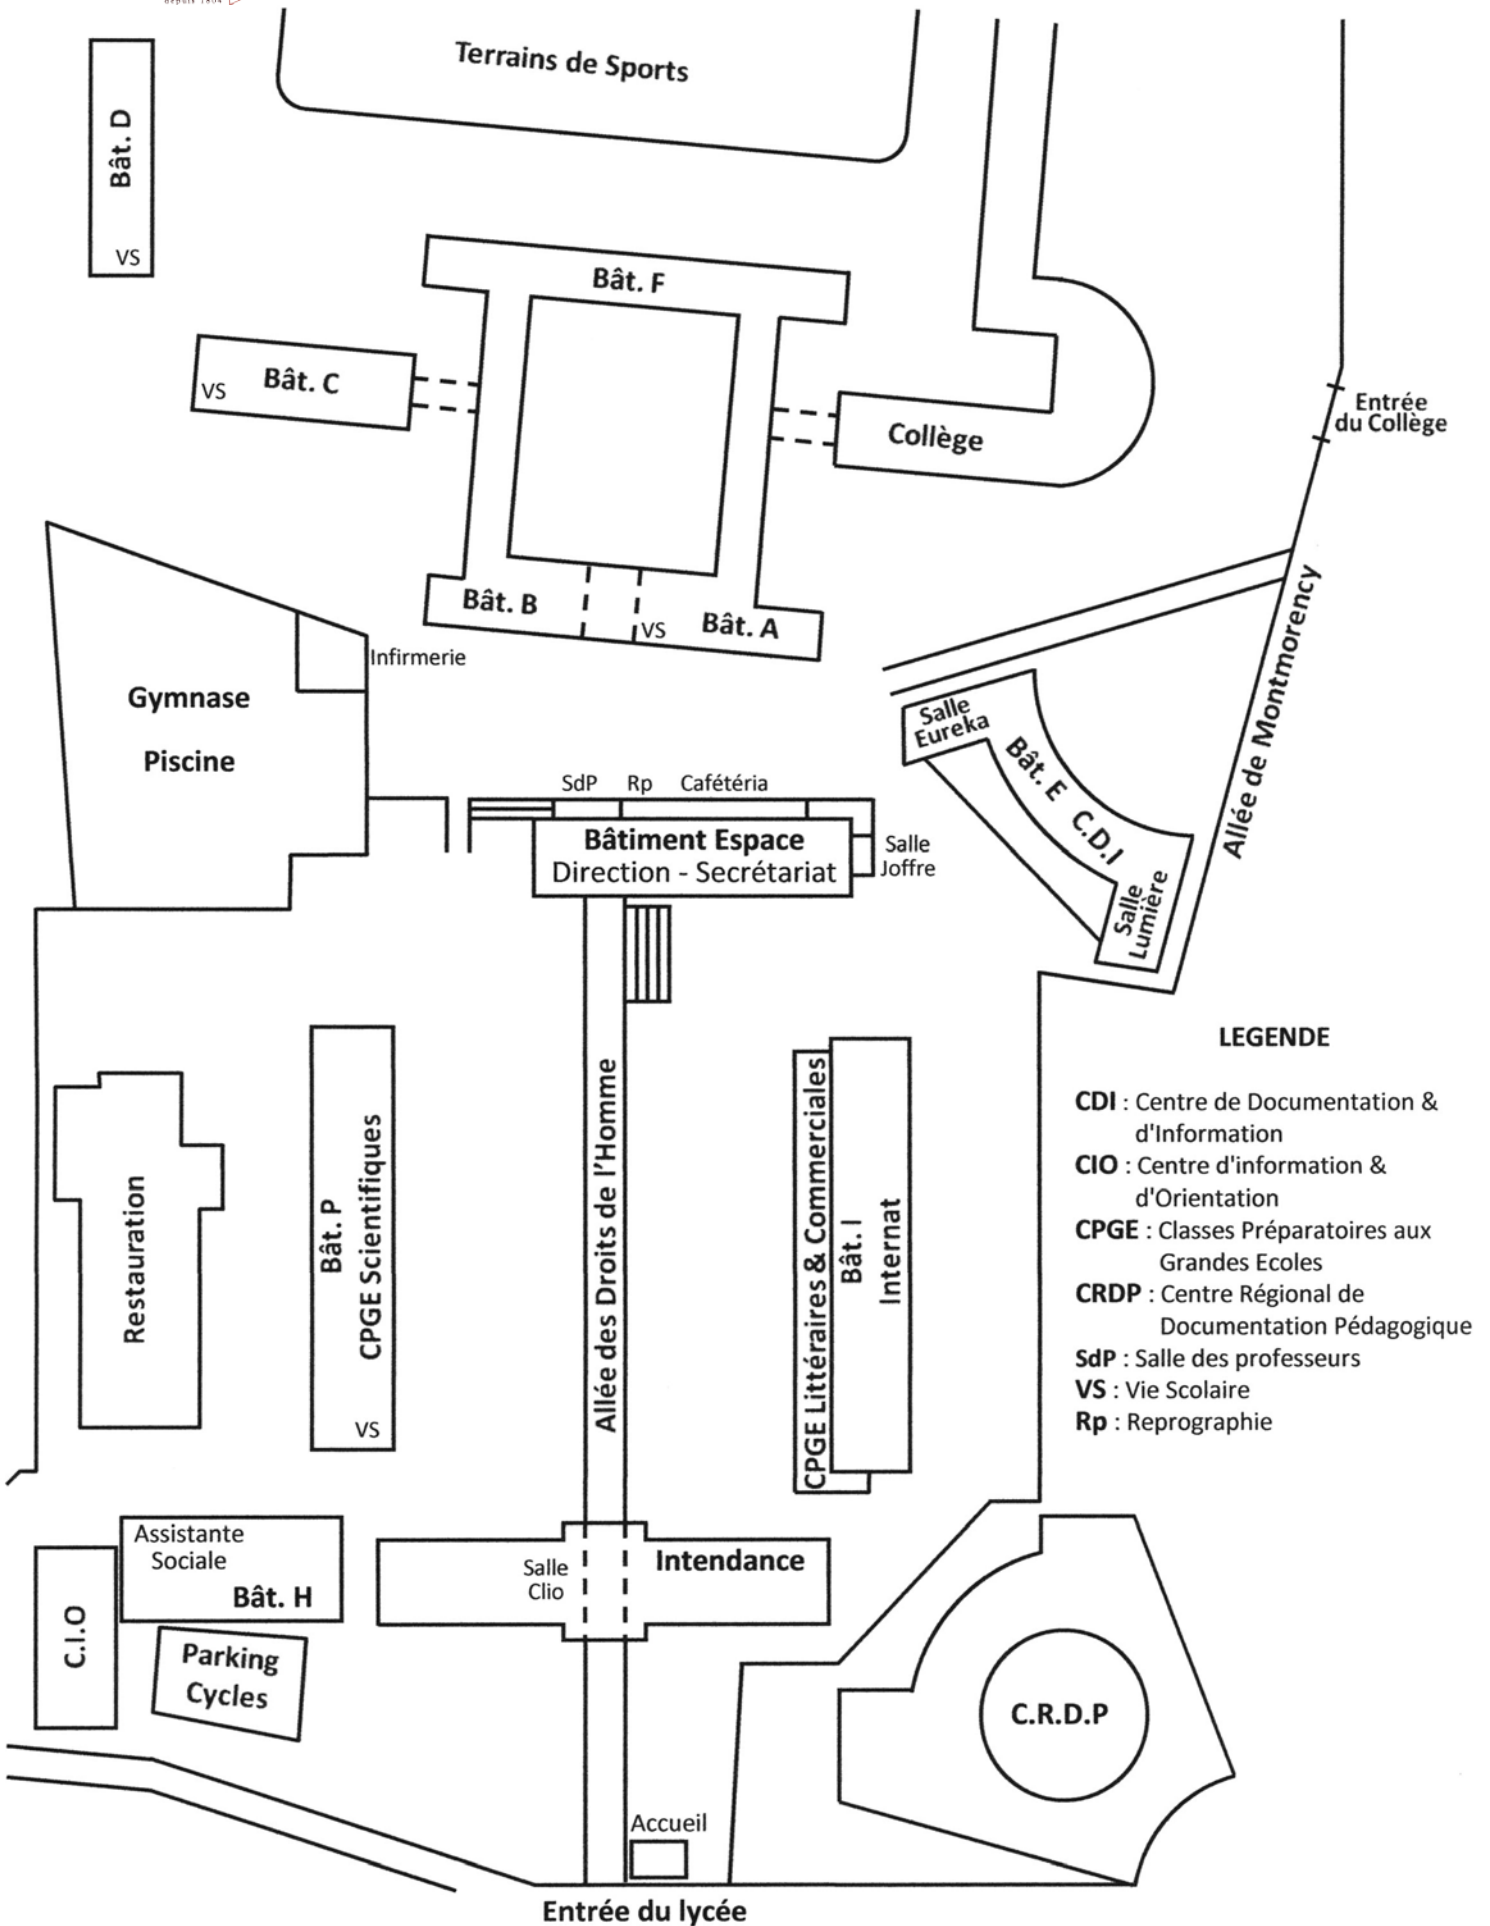 depuis 1804
Terrains de Sports
Bât. D
VS
Bât. F
VS
Bât. C
Collège
Entrée
du Collège
Bât. B
VS
Bât. A
Infirmerie
Gymnase
Piscine
Salle
Eureka
Bât. E C.D.I
Salle
Lumière
Allée de Montmorency
SdP Rp Cafétéria
Bâtiment Espace
Direction - Secrétariat
Salle
Joffre
Allée des Droits de l'Homme
Restauration
Bât. P
CPGE Scientifiques
VS
CPGE Littéraires & Commerciales
Bât. I
Internat
LEGENDE
CDI : Centre de Documentation &
d'Information
CIO : Centre d'information &
d'Orientation
CPGE : Classes Préparatoires aux
Grandes Ecoles
CRDP : Centre Régional de
Documentation Pédagogique
SdP : Salle des professeurs
VS : Vie Scolaire
Rp : Reprographie
Assistante
Sociale
Bât. H
C.I.O
Parking
Cycles
Salle
Clio
Intendance
C.R.D.P
Accueil
Entrée du lycée